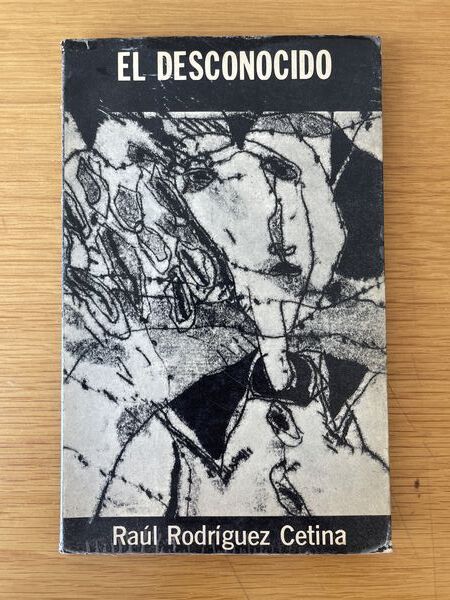 EL DESCONOCIDO
Raúl Rodríguez Cetina